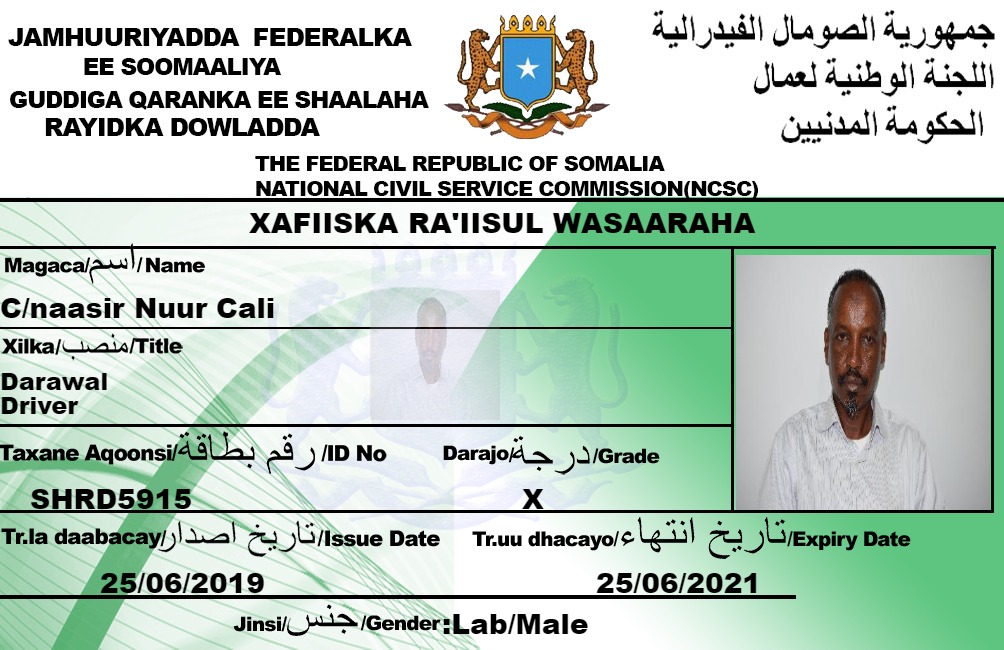 JAMHUURIYADDA FEDERALKA
EE SOOMAALIYA
GUDDIGA QARANKA EE SHAALAHA
RAYIDKA DOWLADDA
جمهورية الصومال الفيدرالية
اللجنة الوطنية لعمال
الحكومة المدنيين
THE FEDERAL REPUBLIC OF SOMALIA
NATIONAL CIVIL SERVICE COMMISSION(NCSC)
XAFIISKA RA'IISUL WASAARAHA
Magaca/اسم/Name
C/naasir Nuur Cali
Xilka/منصب/Title
Darawal
Driver
Taxane Aqoonsi/رقم بطاقة/ID No
Darajo/درجة/Grade
SHRD5915
X
Tr.la daabacay/تاريخ اصدار/Issue Date
Tr.uu dhacayo/تاريخ انتهاء/Expiry Date
25/06/2019
25/06/2021
Jinsi/جنس/Gender:Lab/Male